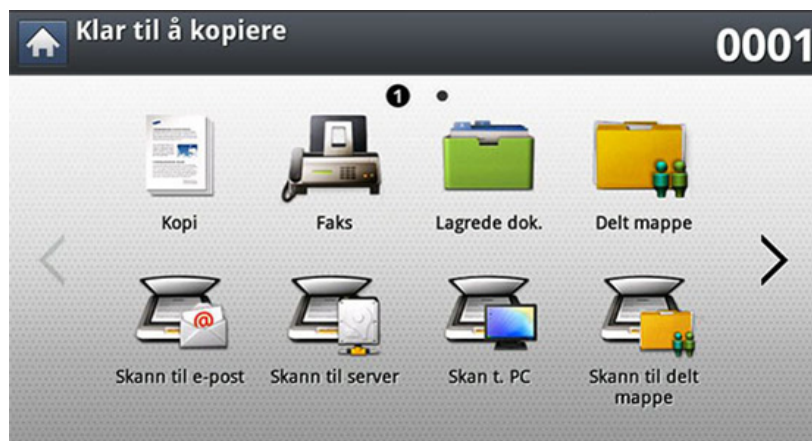 Klar til å kopiere
0001
1
Kopi
Faks
Lagrede dok.
Delt mappe
@
Skann til e-post
Skann til server
Skan t. PC
Skann til delt
mappe